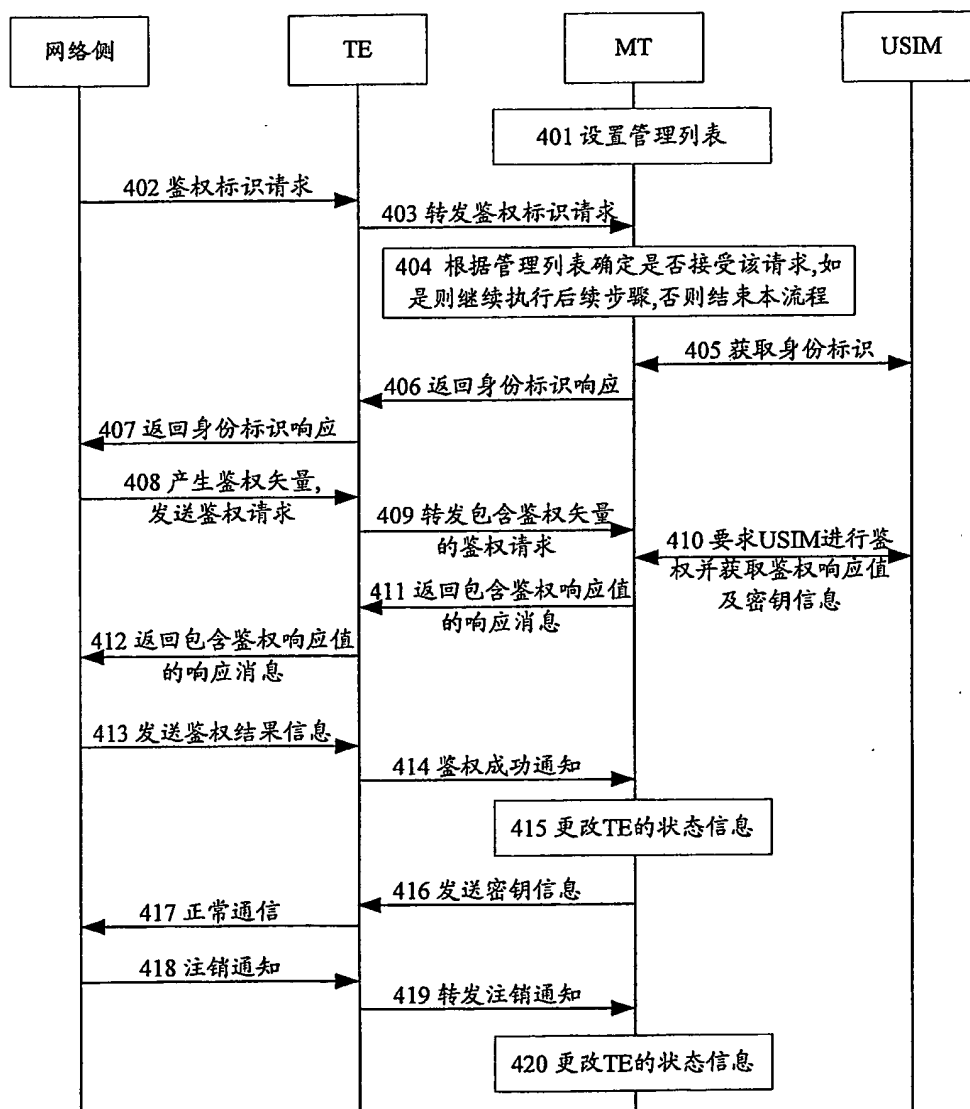 网络侧
TE
MT
USIM
401 设置管理列表
402 鉴权标识请求
403 转发鉴权标识请求
404 根据管理列表确定是否接受该请求,如
是则继续执行后续步骤,否则结束本流程
405 获取身份标识
406 返回身份标识响应
407 返回身份标识响应
408 产生鉴权矢量,
发送鉴权请求
409 转发包含鉴权矢量
的鉴权请求
410 要求USIM进行鉴
权并获取鉴权响应值
及密钥信息
411 返回包含鉴权响应值
的响应消息
412 返回包含鉴权响应值
的响应消息
413 发送鉴权结果信息
414 鉴权成功通知
415 更改TE的状态信息
416 发送密钥信息
417 正常通信
418 注销通知
419 转发注销通知
420 更改TE的状态信息